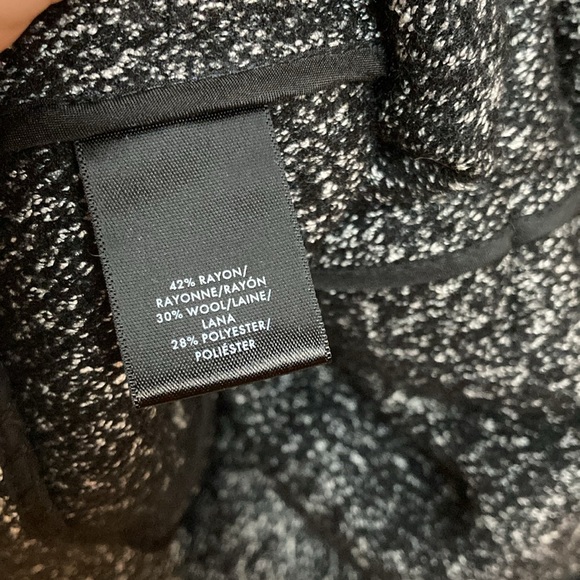 42% RAYON/
RAYONNE/RAYÓN
30% WOOL/LAINE/
LANA
28% POLYESTER/
POLIÉSTER